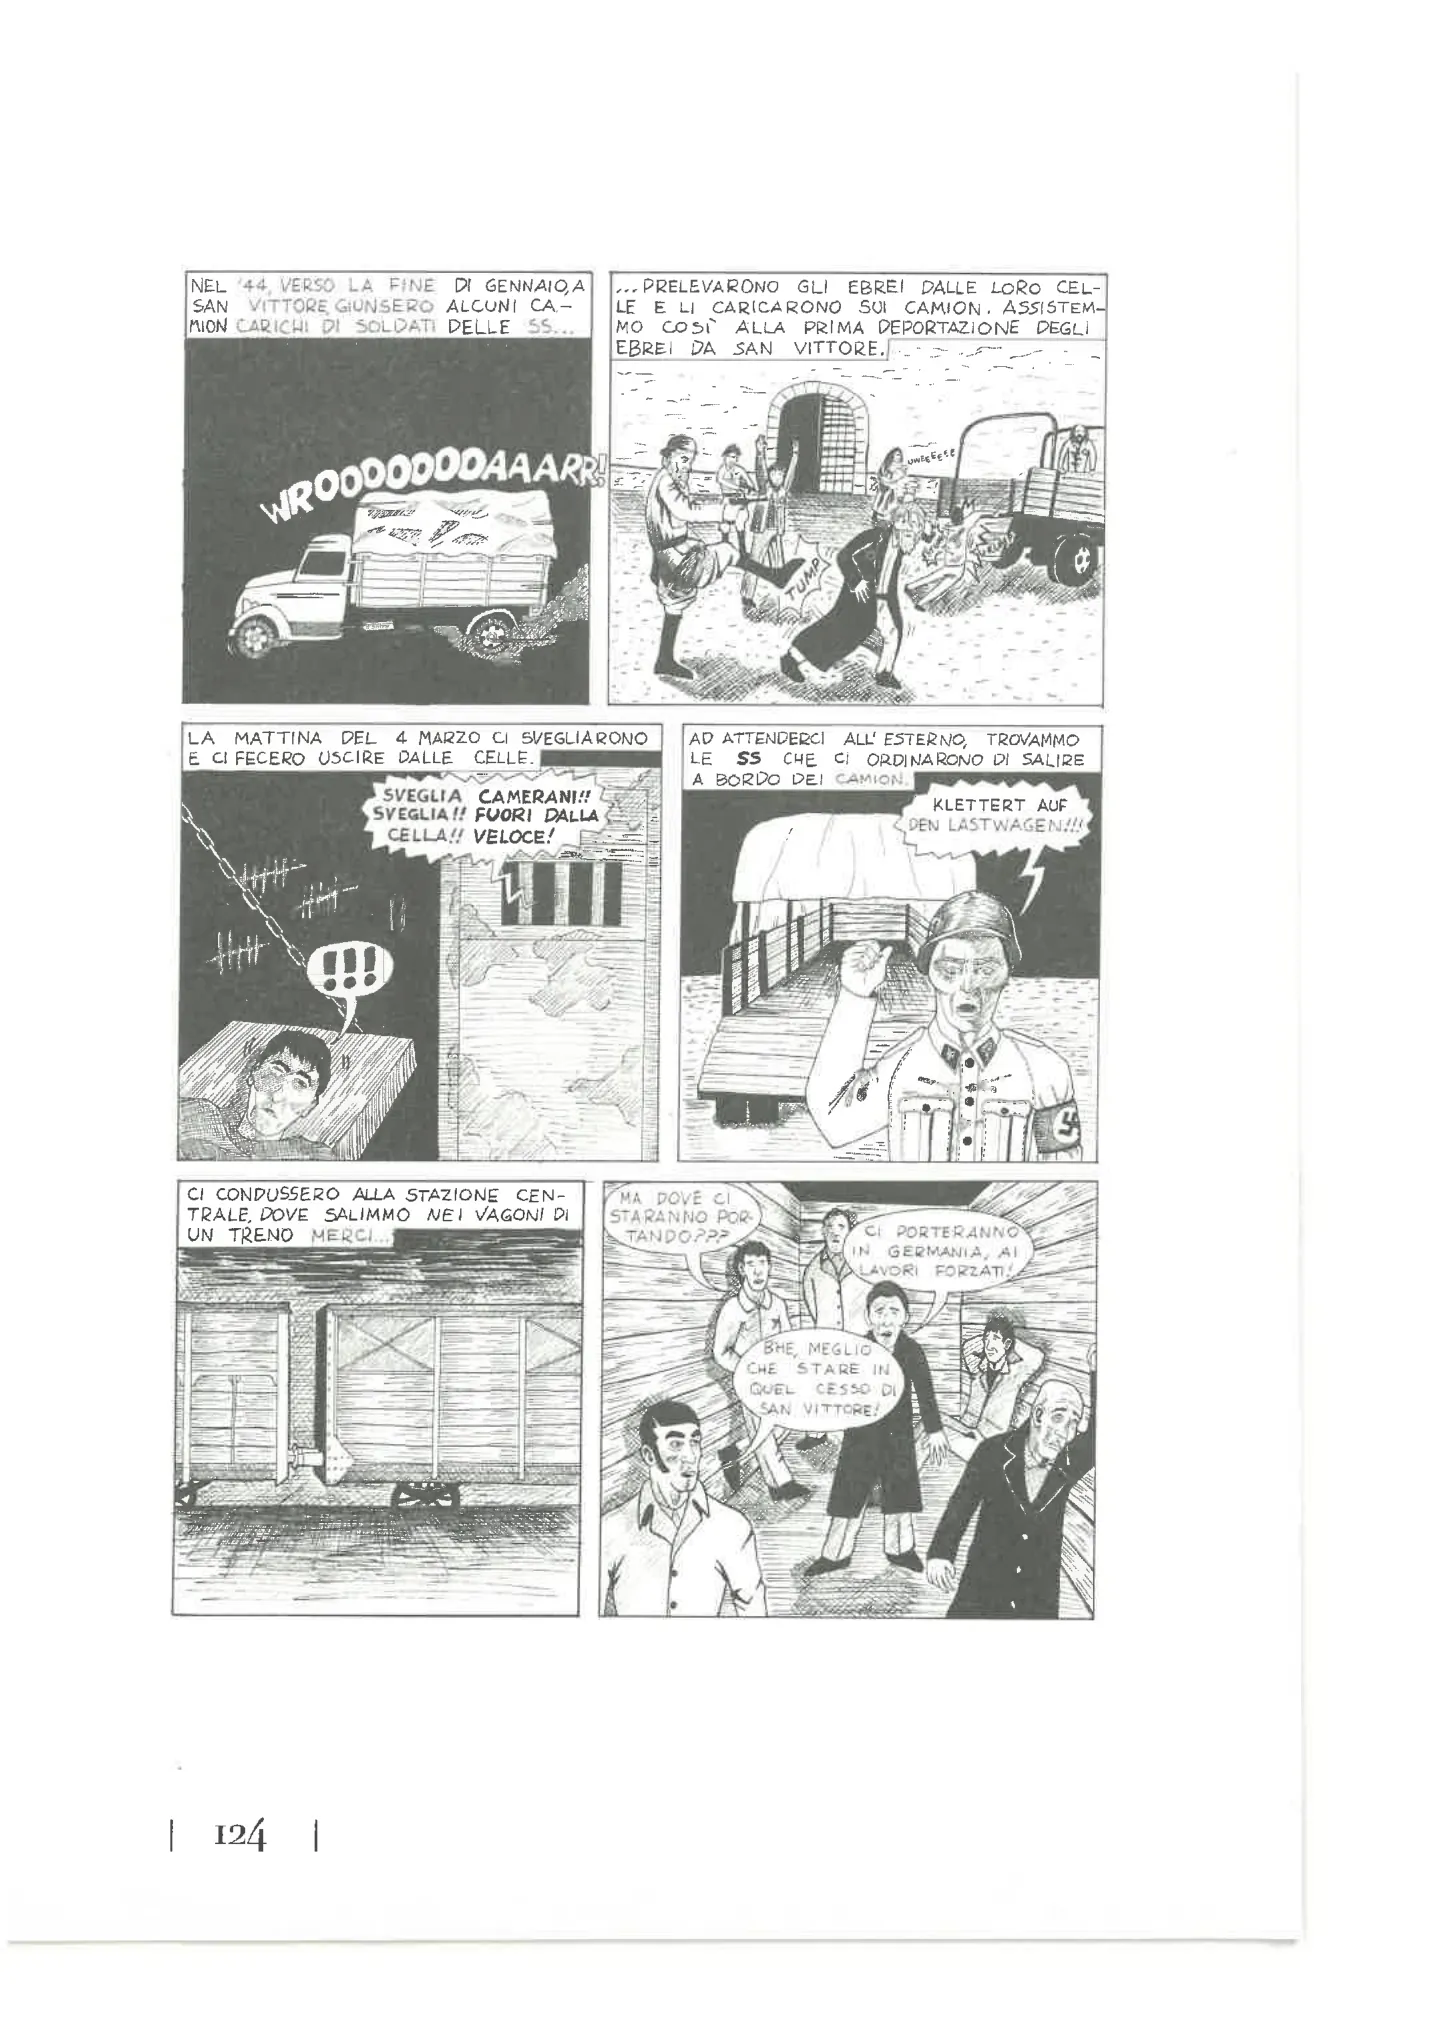 NEL '44, VERSO LA FINE DI GENNAIO, A
SAN VITTORE, GIUNSERO ALCUNI CA-
MION CARICHI DI SOLDATI DELLE SS...
WROOOOOOOAAARR!
...PRELEVARONO GLI EBREI DALLE LORO CEL-
LE E LI CARICARONO SUI CAMION. ASSISTEM-
MO COSÌ ALLA PRIMA DEPORTAZIONE DEGLI
EBREI DA SAN VITTORE.
UWEEEEEE
TUMP
LA MATTINA DEL 4 MARZO CI SVEGLIARONO
E CI FECERO USCIRE DALLE CELLE.
SVEGLIA CAMERANI!!
SVEGLIA!! FUORI DALLA
CELLA!! VELOCE!
!!!
AD ATTENDERCI ALL'ESTERNO, TROVAMMO
LE SS CHE CI ORDINARONO DI SALIRE
A BORDO DEI CAMION.
KLETTERT AUF
DEN LASTWAGEN!!!
CI CONDUSSERO ALLA STAZIONE CEN-
TRALE, DOVE SALIMMO NEI VAGONI DI
UN TRENO MERCI...
MA DOVE CI
STARANNO POR-
TANDO???
CI PORTERANNO
IN GERMANIA, AI
LAVORI FORZATI!
BHE, MEGLIO
CHE STARE IN
QUEL CESSO DI
SAN VITTORE!
| 124 |